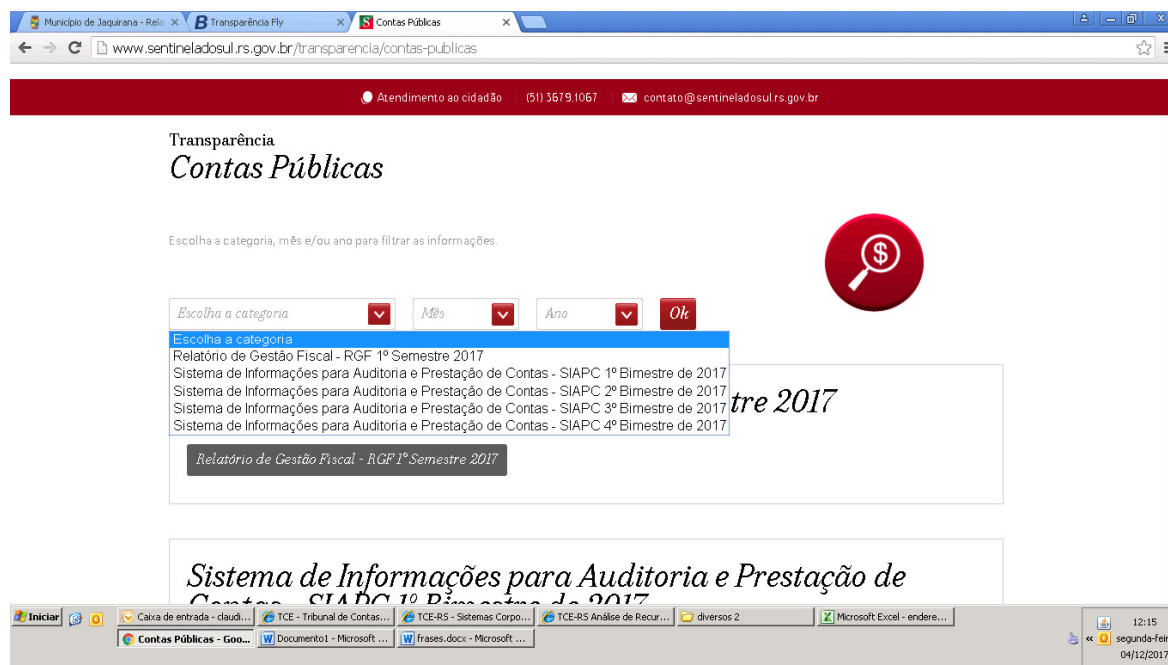 Município de Jaquirana - Rela
Transparência Fly
Contas Públicas
www.sentineladosul.rs.gov.br/transparencia/contas-publicas
Atendimento ao cidadão (51) 3679.1067 contato@sentineladosul.rs.gov.br
Transparência
Contas Públicas
Escolha a categoria, mês e/ou ano para filtrar as informações.
Escolha a categoria Mês Ano Ok
Escolha a categoria
Relatório de Gestão Fiscal - RGF 1º Semestre 2017
Sistema de Informações para Auditoria e Prestação de Contas - SIAPC 1º Bimestre de 2017
Sistema de Informações para Auditoria e Prestação de Contas - SIAPC 2º Bimestre de 2017
Sistema de Informações para Auditoria e Prestação de Contas - SIAPC 3º Bimestre de 2017
Sistema de Informações para Auditoria e Prestação de Contas - SIAPC 4º Bimestre de 2017
tre 2017
Relatório de Gestão Fiscal - RGF 1º Semestre 2017
Sistema de Informações para Auditoria e Prestação de
Contas - SIAPC 1º Bimestre de 2017
Iniciar Caixa de entrada - claudi... TCE - Tribunal de Contas... TCE-RS - Sistemas Corpo... TCE-RS Análise de Recur... diversos 2 Microsoft Excel - endere... 12:15
Contas Públicas - Goo... Documento1 - Microsoft ... frases.docx - Microsoft ... segunda-feir
04/12/2017